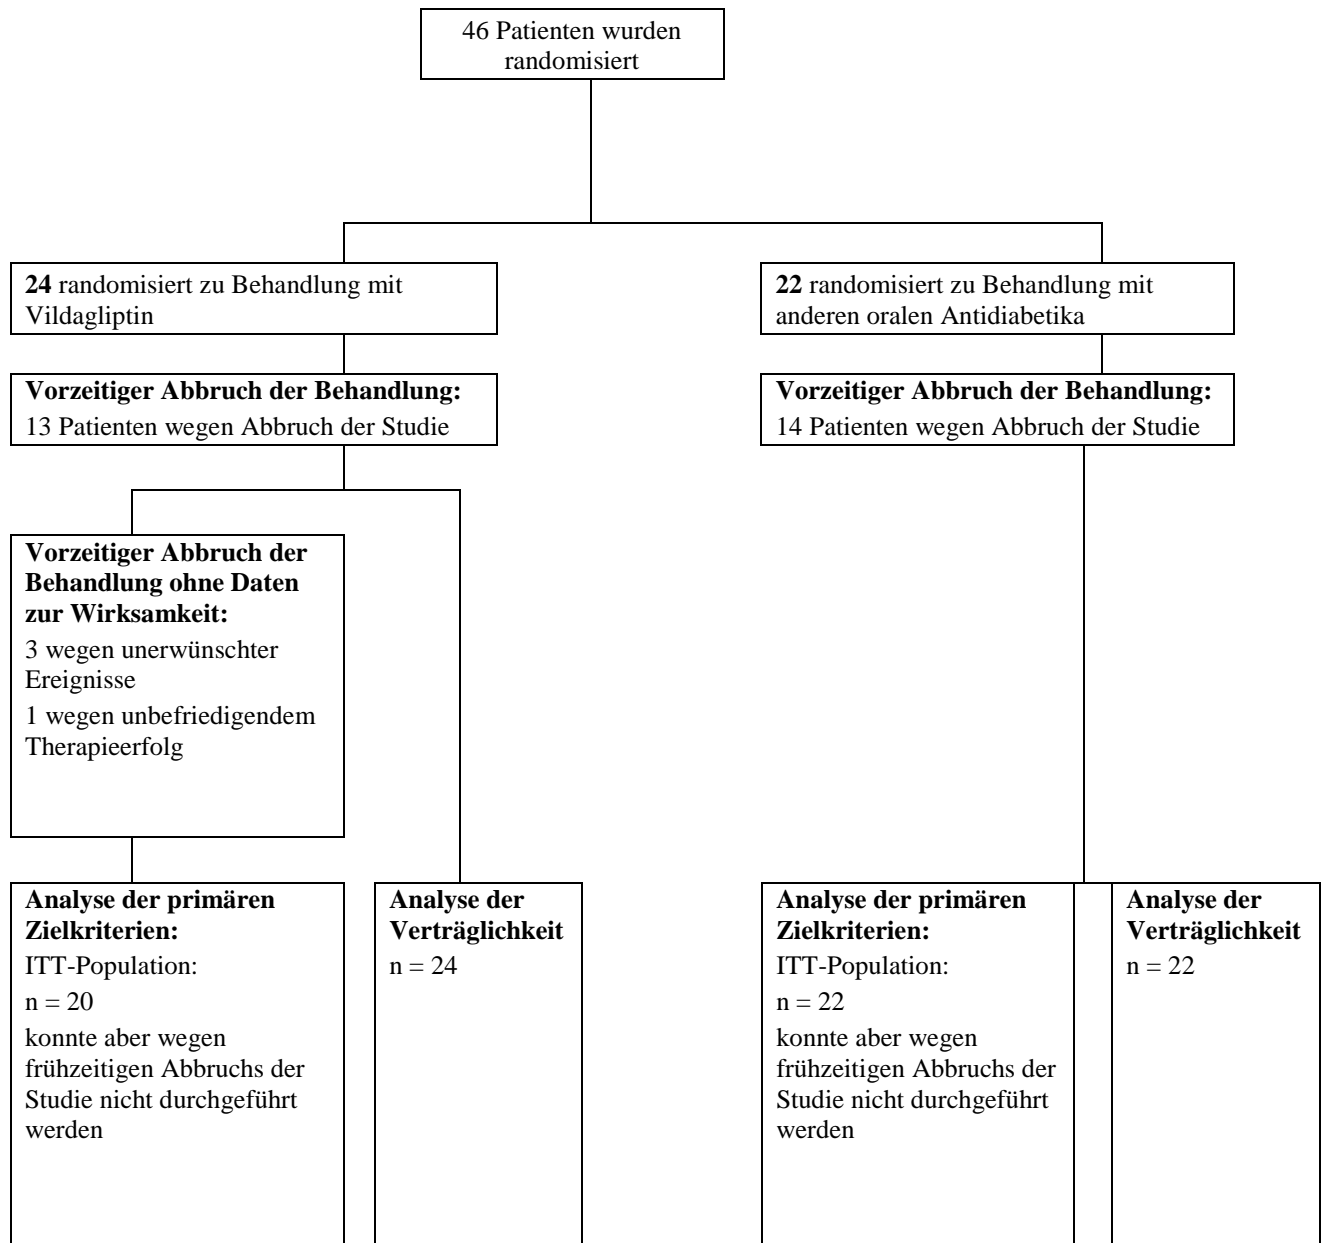 46 Patienten wurden
randomisiert
24 randomisiert zu Behandlung mit
Vildagliptin
22 randomisiert zu Behandlung mit
anderen oralen Antidiabetika
Vorzeitiger Abbruch der Behandlung:
13 Patienten wegen Abbruch der Studie
Vorzeitiger Abbruch der Behandlung:
14 Patienten wegen Abbruch der Studie
Vorzeitiger Abbruch der
Behandlung ohne Daten
zur Wirksamkeit:
3 wegen unerwünschter
Ereignisse
1 wegen unbefriedigendem
Therapieerfolg
Analyse der primären
Zielkriterien:
ITT-Population:
n = 20
konnte aber wegen
frühzeitigen Abbruchs der
Studie nicht durchgeführt
werden
Analyse der
Verträglichkeit
n = 24
Analyse der primären
Zielkriterien:
ITT-Population:
n = 22
konnte aber wegen
frühzeitigen Abbruchs der
Studie nicht durchgeführt
werden
Analyse der
Verträglichkeit
n = 22